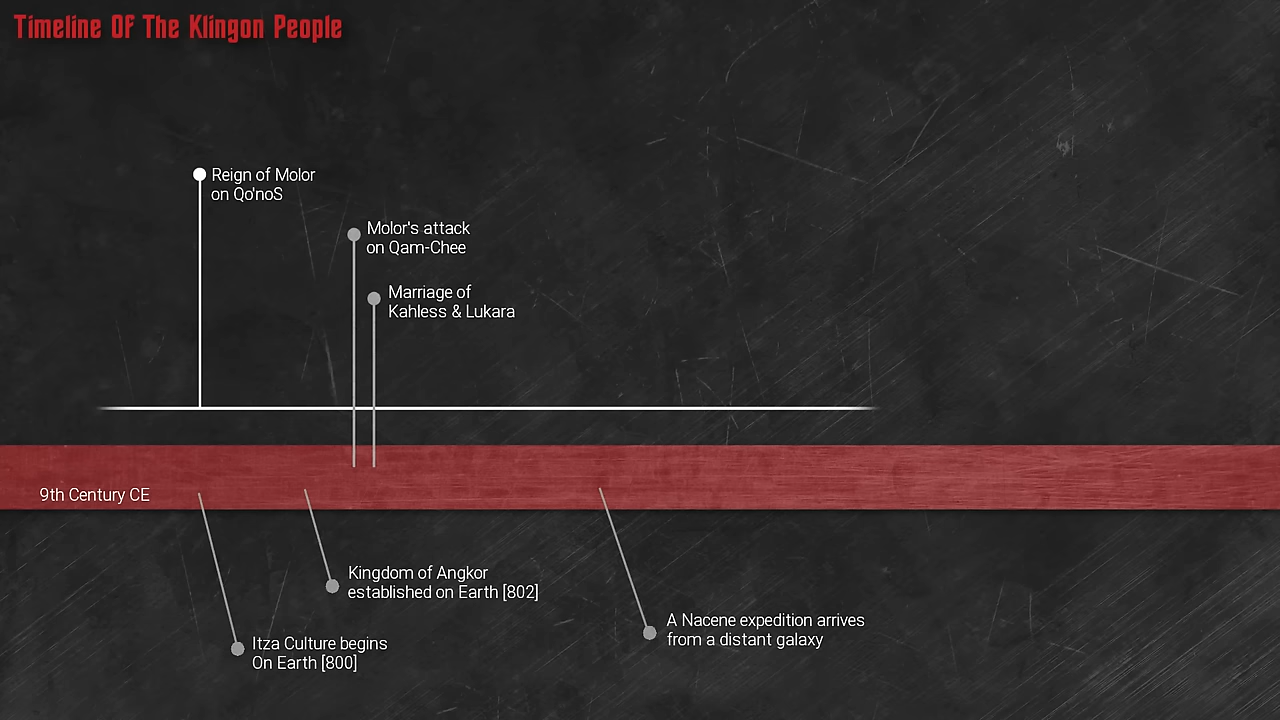 Timeline Of The Klingon People
Reign of Molor
on Qo'noS
Molor's attack
on Qam-Chee
Marriage of
Kahless & Lukara
9th Century CE
Kingdom of Angkor
established on Earth [802]
A Nacene expedition arrives
from a distant galaxy
Itza Culture begins
On Earth [800]